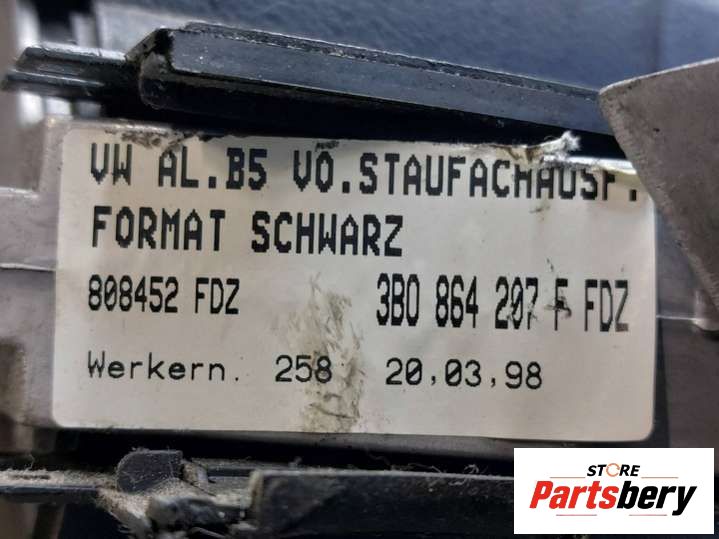 VW AL.B5 VO.STAUFACHAUSF.
FORMAT SCHWARZ
808452 FDZ 3B0 864 207 F FDZ
Werkern. 258 20,03,98
STORE
Partsbery